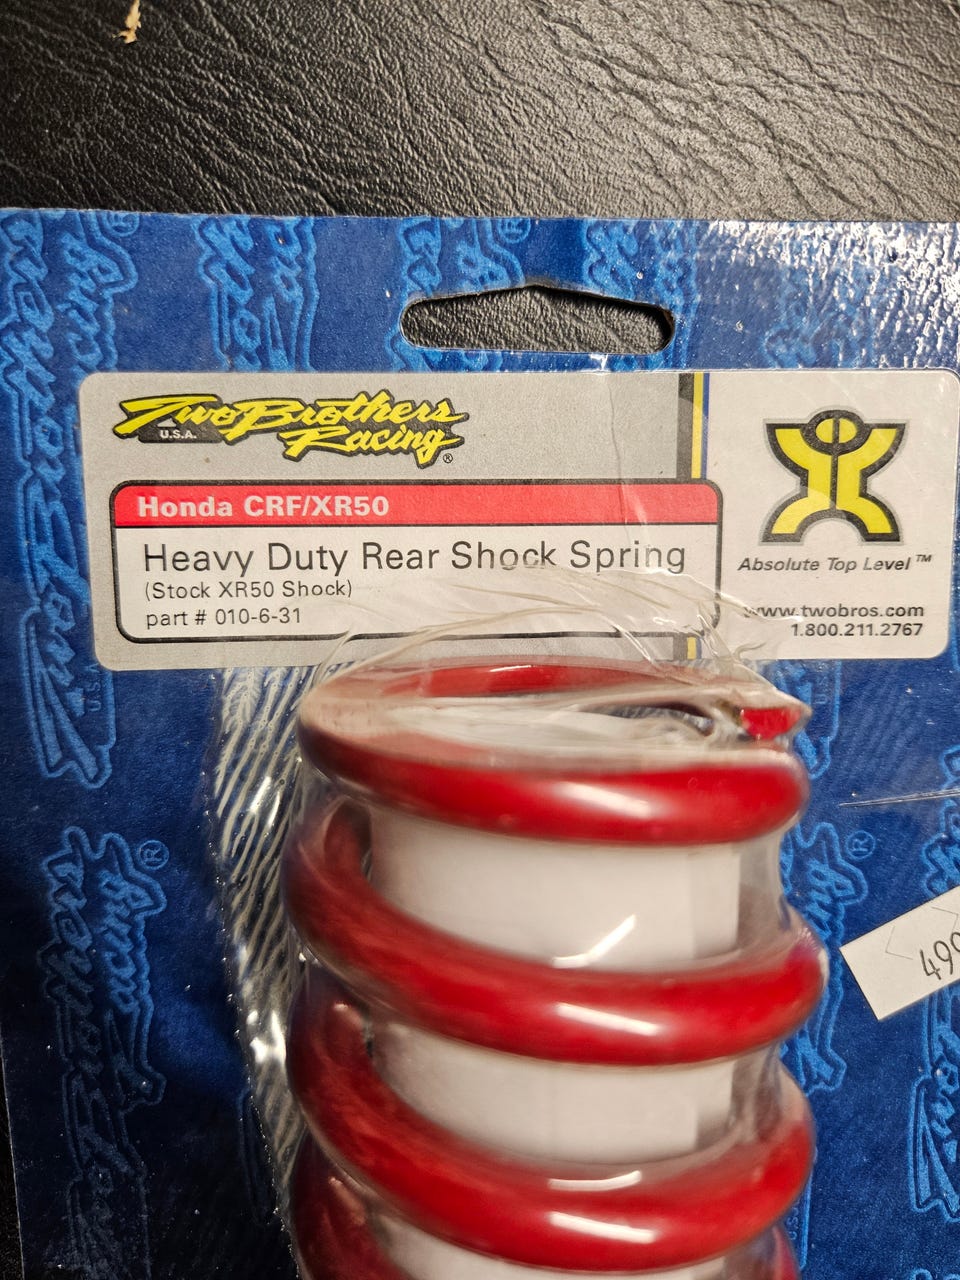 Two Brothers
Racing®
U.S.A.
Honda CRF/XR50
Heavy Duty Rear Shock Spring
(Stock XR50 Shock)
part # 010-6-31
Absolute Top Level™
www.twobros.com
1.800.211.2767
499